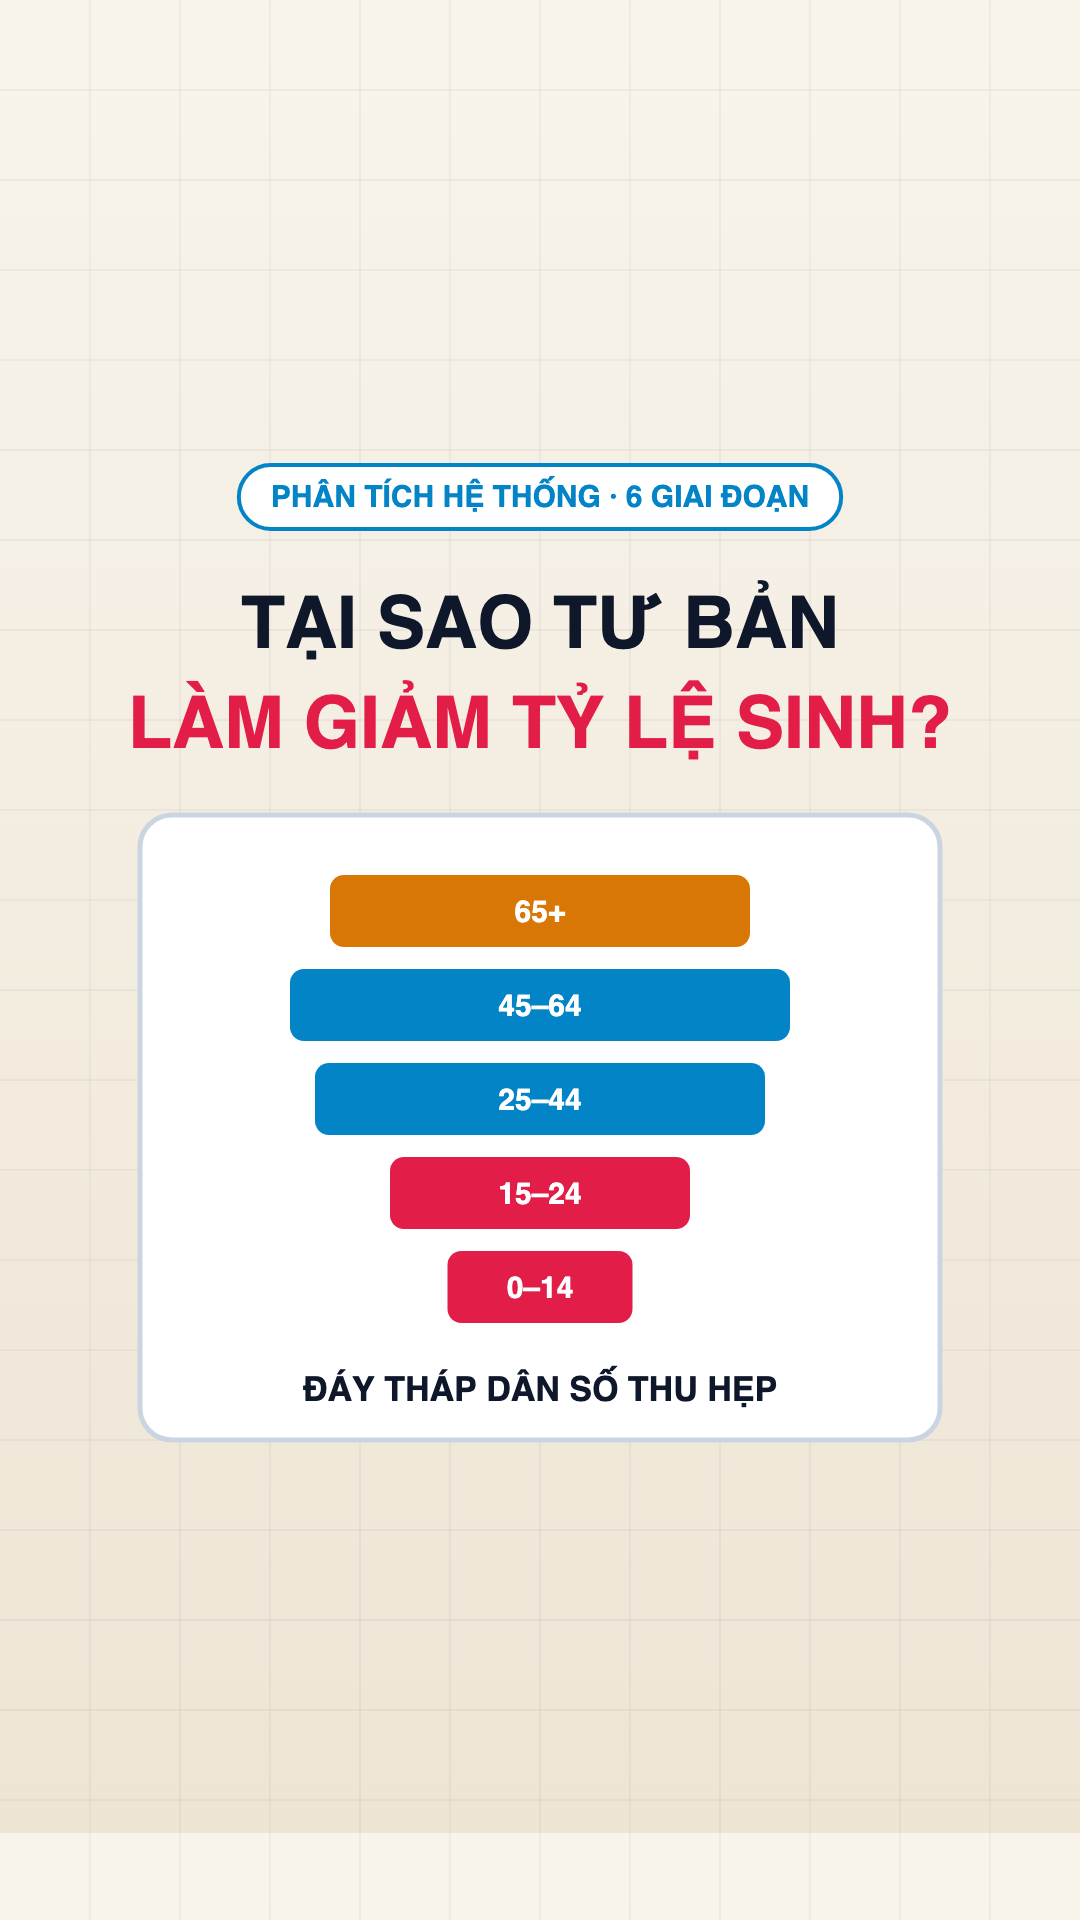 PHÂN TÍCH HỆ THỐNG · 6 GIAI ĐOẠN
TẠI SAO TƯ BẢN
LÀM GIẢM TỶ LỆ SINH?
65+
45–64
25–44
15–24
0–14
ĐÁY THÁP DÂN SỐ THU HẸP